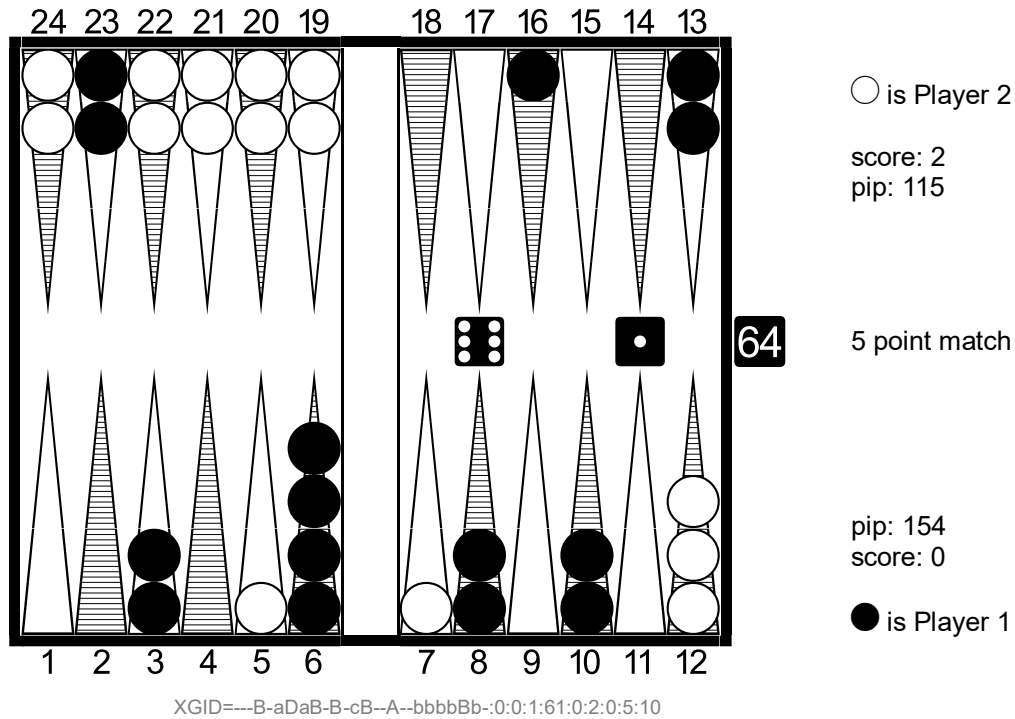 24 23 22 21 20 19 18 17 16 15 14 13
is Player 2
score: 2
pip: 115
64
5 point match
pip: 154
score: 0
is Player 1
1 2 3 4 5 6 7 8 9 10 11 12
XGID=---B-aDaB-B-cB--A--bbbbBb-:0:0:1:61:0:2:0:5:10